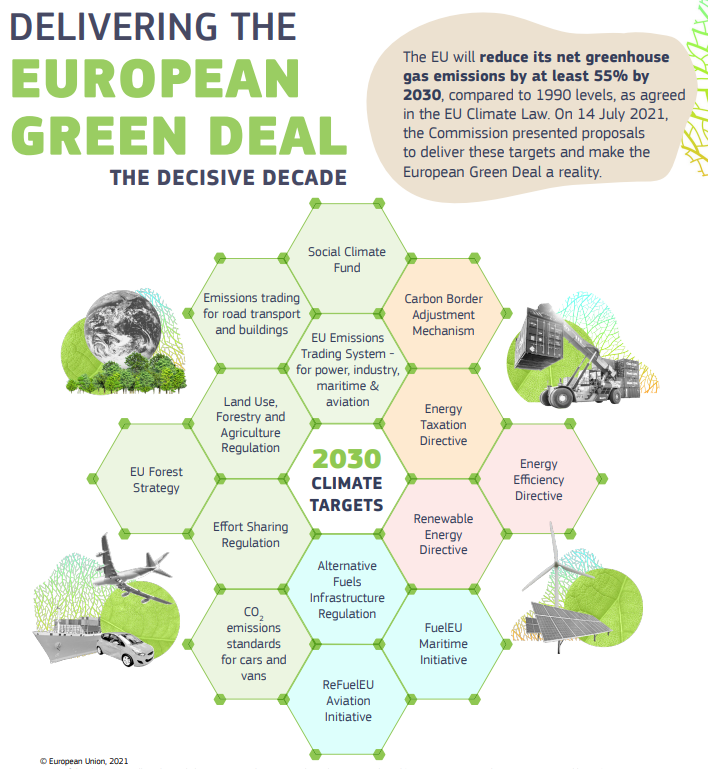 DELIVERING THE
EUROPEAN
GREEN DEAL
THE DECISIVE DECADE
The EU will reduce its net greenhouse
gas emissions by at least 55% by
2030, compared to 1990 levels, as agreed
in the EU Climate Law. On 14 July 2021,
the Commission presented proposals
to deliver these targets and make the
European Green Deal a reality.
Social Climate
Fund
Emissions trading
for road transport
and buildings
Carbon Border
Adjustment
Mechanism
EU Emissions
Trading System –
for power, industry,
maritime &
aviation
Land Use,
Forestry and
Agriculture
Regulation
Energy
Taxation
Directive
EU Forest
Strategy
2030
CLIMATE
TARGETS
Energy
Efficiency
Directive
Effort Sharing
Regulation
Renewable
Energy
Directive
Alternative
Fuels
Infrastructure
Regulation
CO₂
emissions
standards
for cars and
vans
FuelEU
Maritime
Initiative
ReFuelEU
Aviation
Initiative
© European Union, 2021